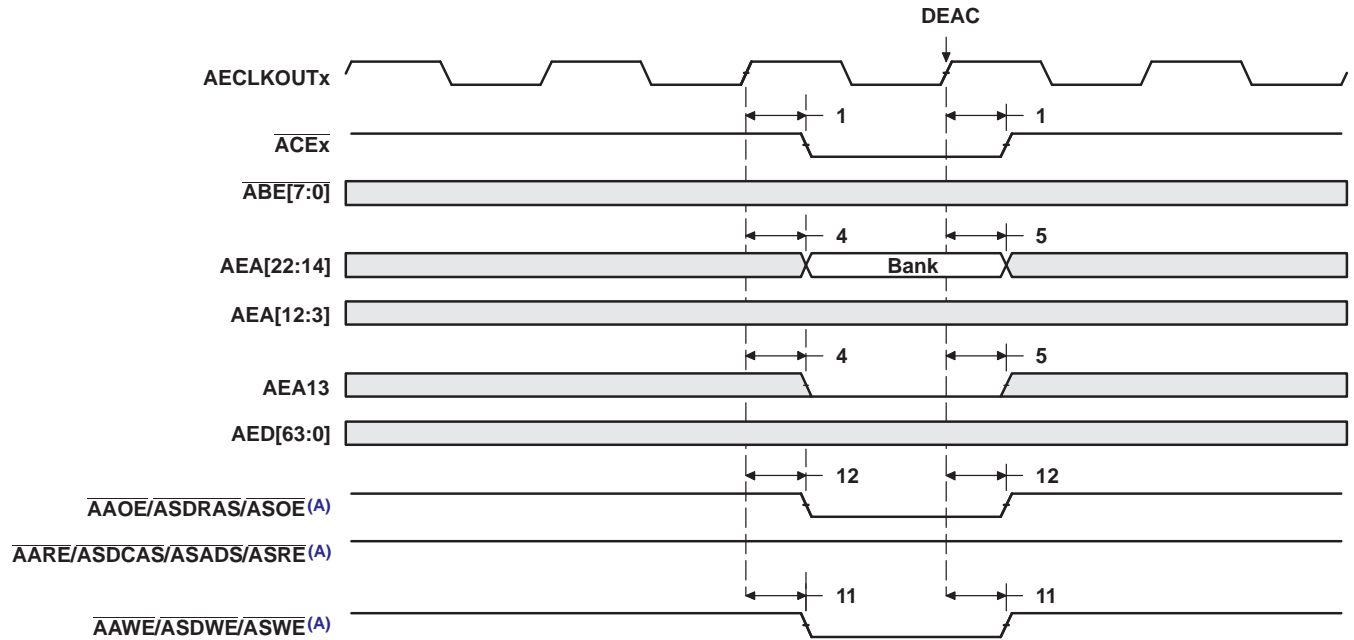 DEAC
AECLKOUTx
1 1
ACEx
ABE[7:0]
4 5
AEA[22:14] Bank
AEA[12:3]
4 5
AEA13
AED[63:0]
12 12
AAOE/ASDRAS/ASOE(A)
AARE/ASDCAS/ASADS/ASRE(A)
11 11
AAWE/ASDWE/ASWE(A)